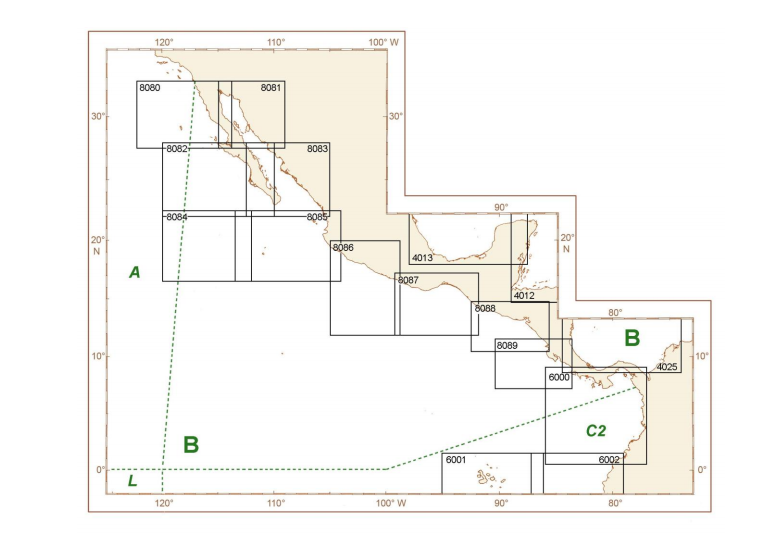 120° 110° 100° W
8080 8081
30° 30°
8082 8083
8084 8085
90°
20° N 8086 4013 20° N
A
8087
4012
8088
80°
B
8089
10° 6000 4025 10°
C2
B
6001 6002
0° 0°
L
120° 110° 100° W 90° 80°